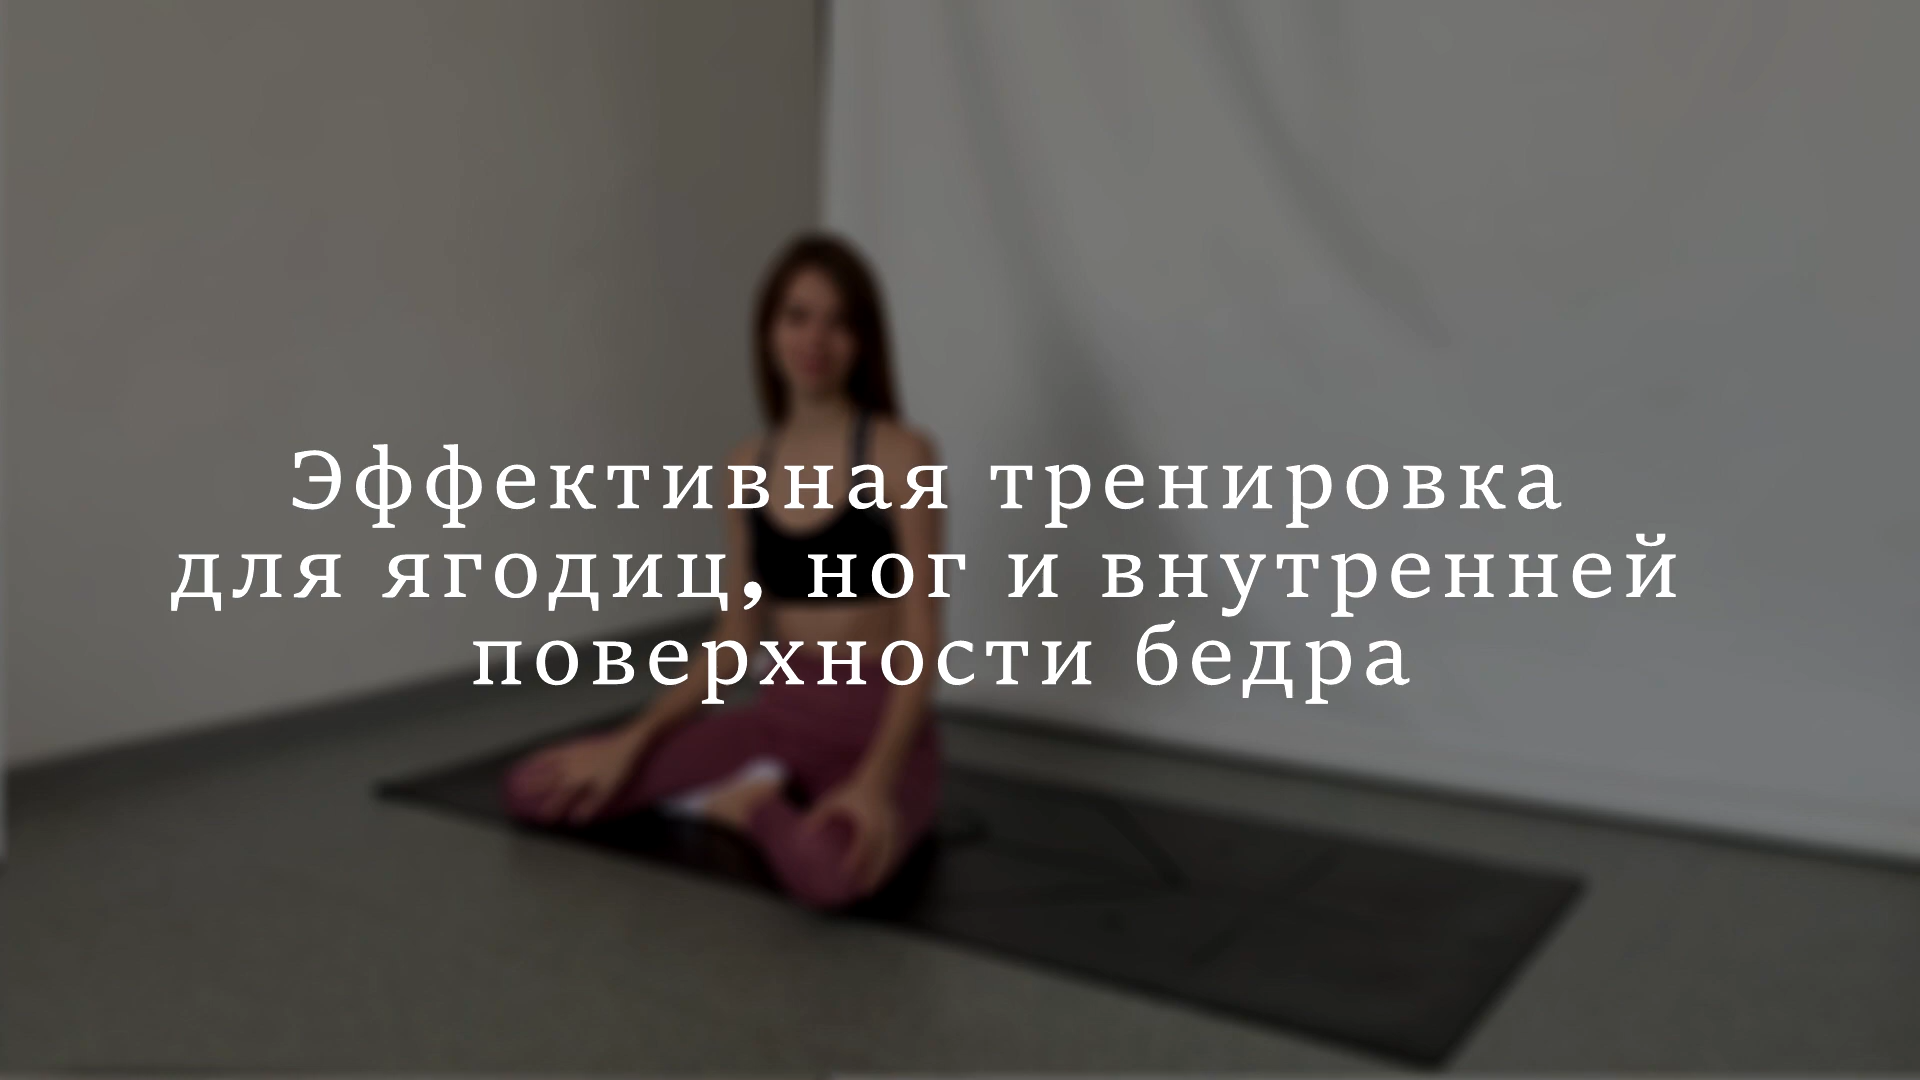 Эффективная тренировка
для ягодиц, ног и внутренней
поверхности бедра